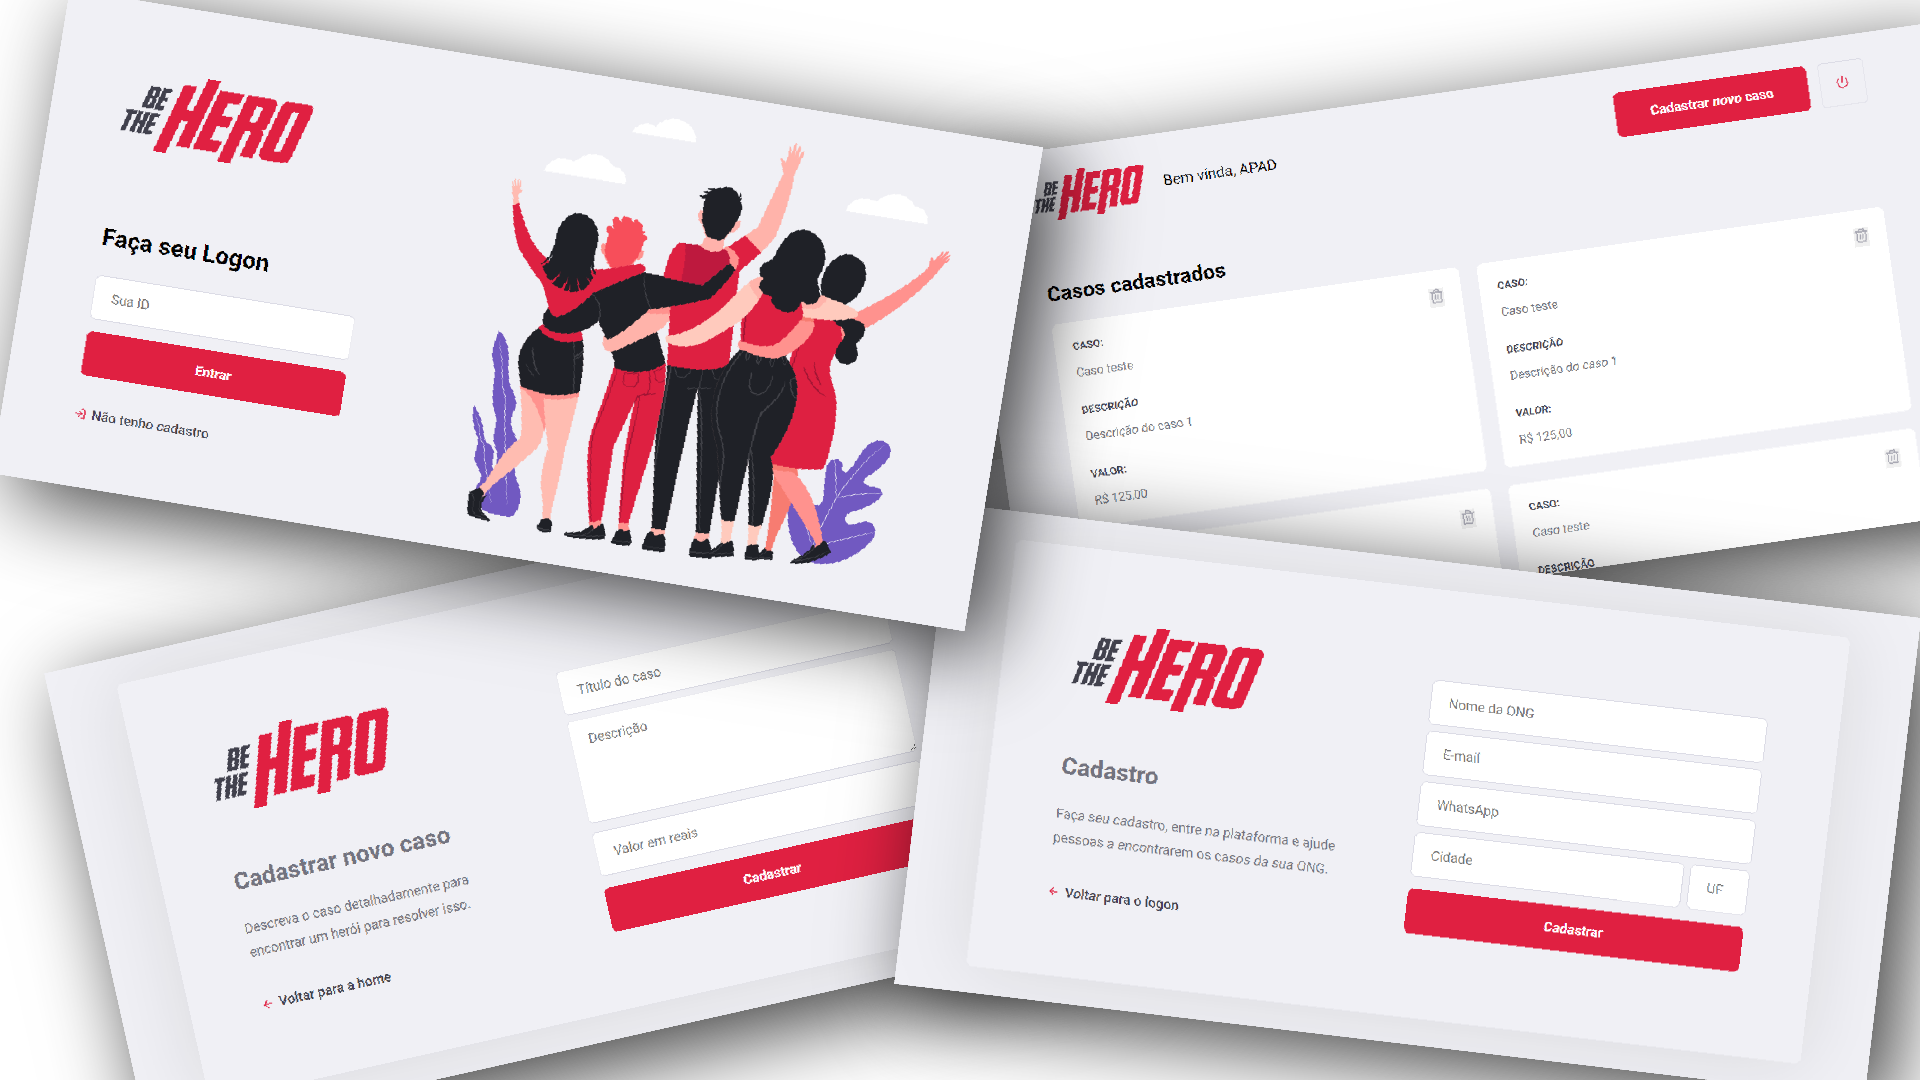 BE
THE HERO
Faça seu Logon
Sua ID
Entrar
Não tenho cadastro
Cadastrar novo caso
BE
THE HERO
Bem vinda, APAD
Casos cadastrados
CASO:
Caso teste
DESCRIÇÃO
Descrição do caso 1
VALOR:
R$ 125,00
CASO:
Caso teste
DESCRIÇÃO
Descrição do caso 1
VALOR:
R$ 125,00
CASO:
Caso teste
DESCRIÇÃO
BE
THE HERO
Cadastrar novo caso
Descreva o caso detalhadamente para
encontrar um herói para resolver isso.
Voltar para a home
Título do caso
Descrição
Valor em reais
Cadastrar
BE
THE HERO
Cadastro
Faça seu cadastro, entre na plataforma e ajude
pessoas a encontrarem os casos da sua ONG.
Voltar para o logon
Nome da ONG
E-mail
WhatsApp
Cidade
UF
Cadastrar